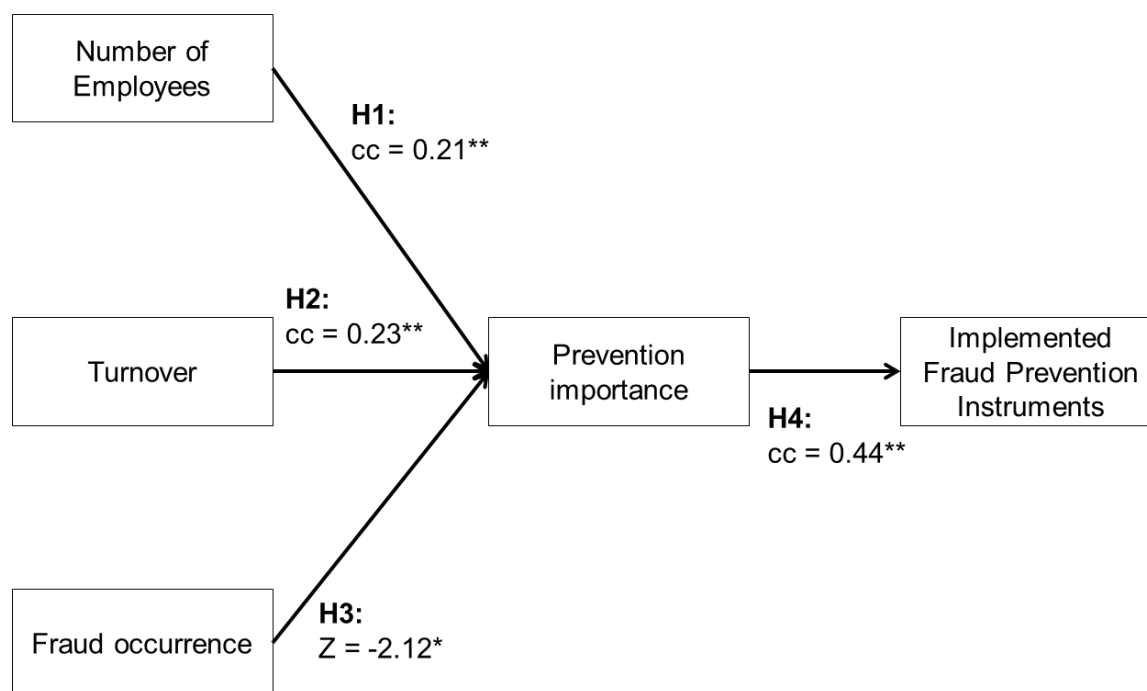 Number of
Employees
H1:
cc = 0.21**
H2:
cc = 0.23**
Turnover
Prevention
importance
Implemented
Fraud Prevention
Instruments
H4:
cc = 0.44**
Fraud occurrence
H3:
Z = -2.12*